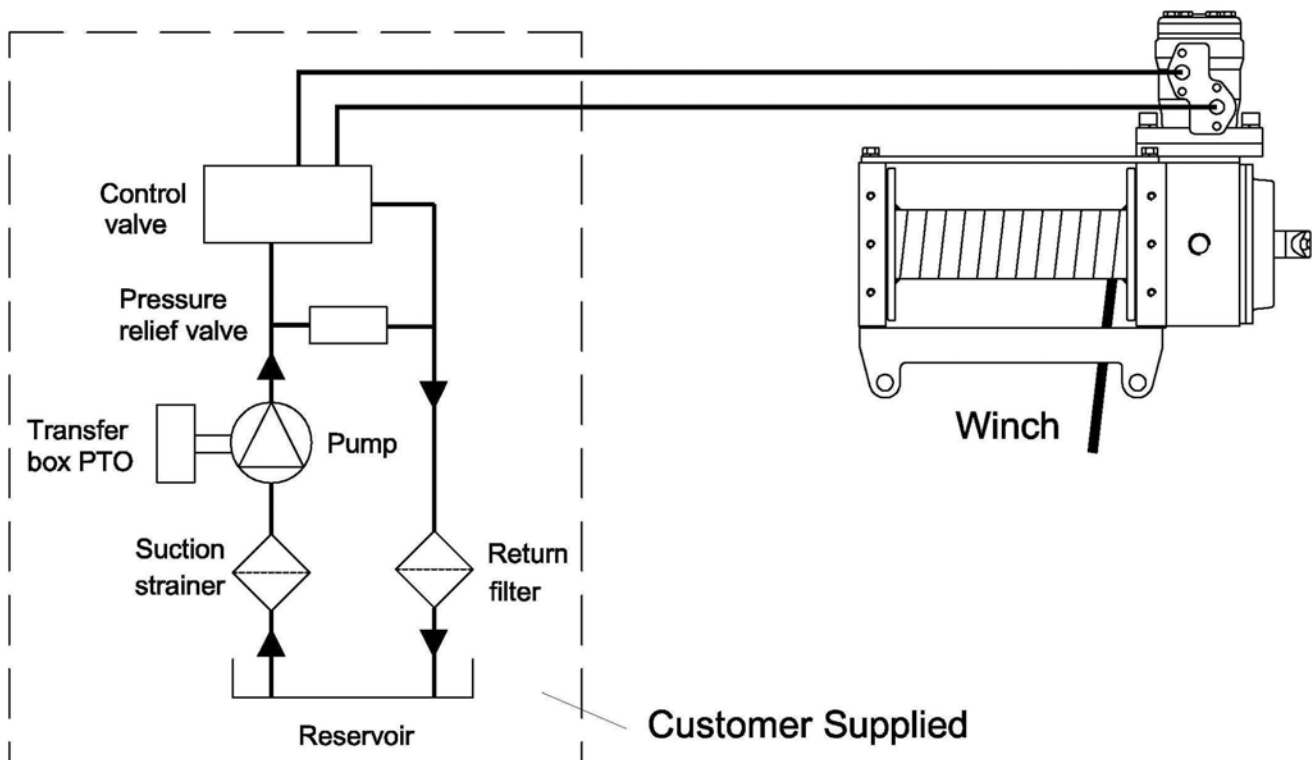 Control
valve
Pressure
relief valve
Transfer
box PTO
Pump
Suction
strainer
Return
filter
Reservoir
Winch
Customer Supplied